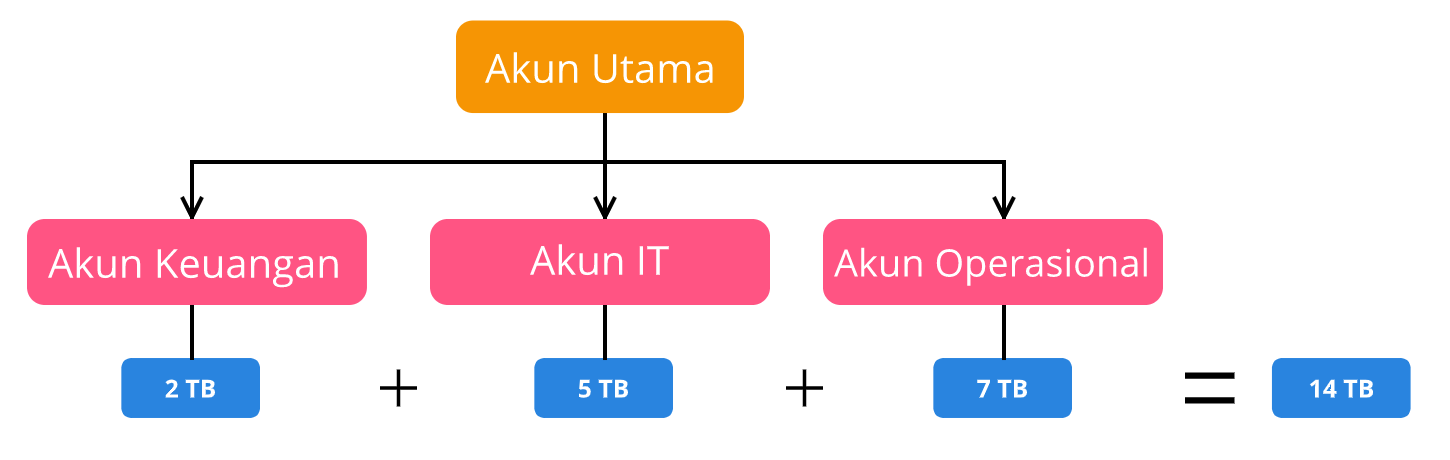 Akun Utama
Akun Keuangan
Akun IT
Akun Operasional
2 TB + 5 TB + 7 TB = 14 TB